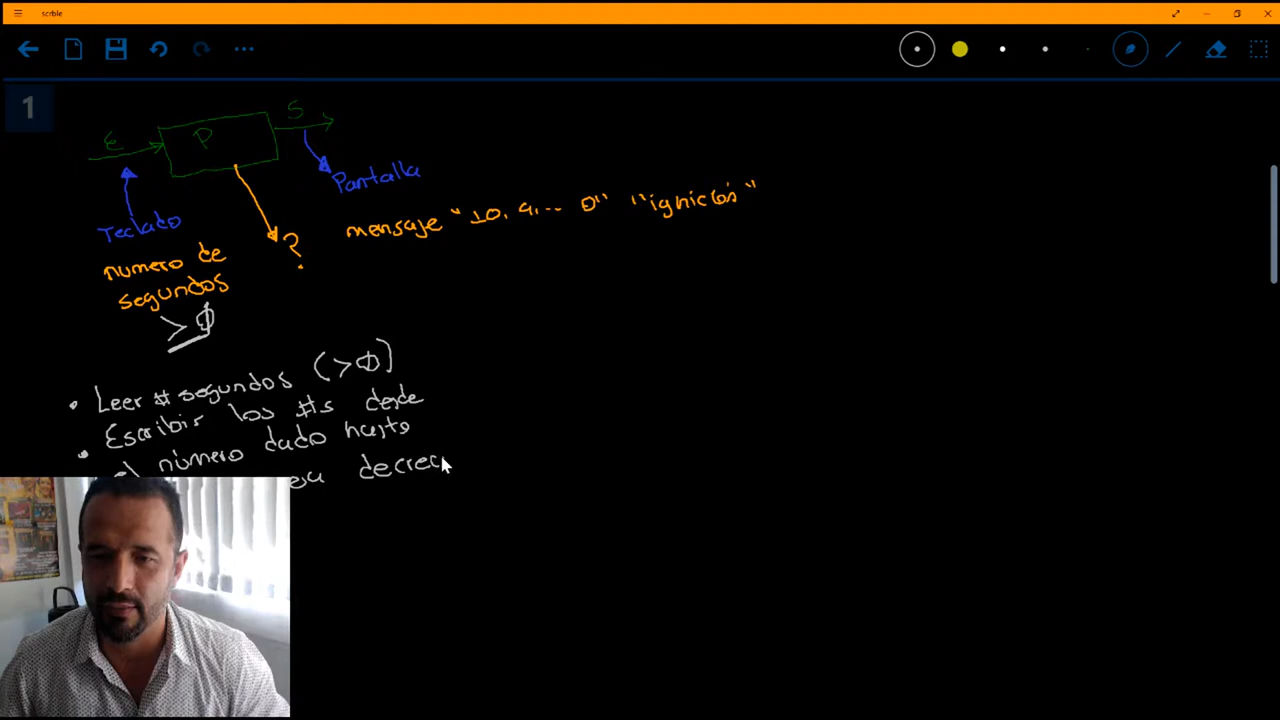 scrble
1
E P S
Pantalla
Teclado
mensaje "10, 9, ... 0" "ignición"
numero de
segundos
?
>0
• Leer #segundos (>0)
• Escribir los #s desde
el número dado hasta
decrec